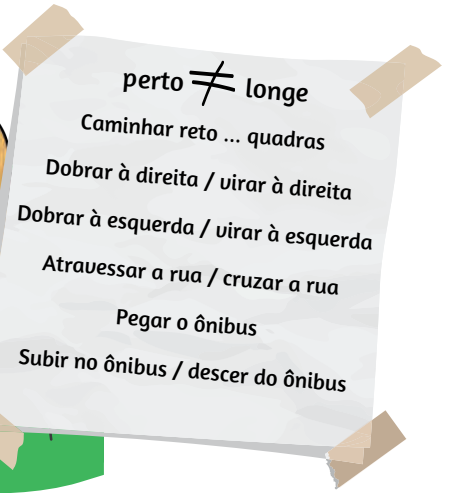 perto ≠ longe
Caminhar reto ... quadras
Dobrar à direita / virar à direita
Dobrar à esquerda / virar à esquerda
Atravessar a rua / cruzar a rua
Pegar o ônibus
Subir no ônibus / descer do ônibus